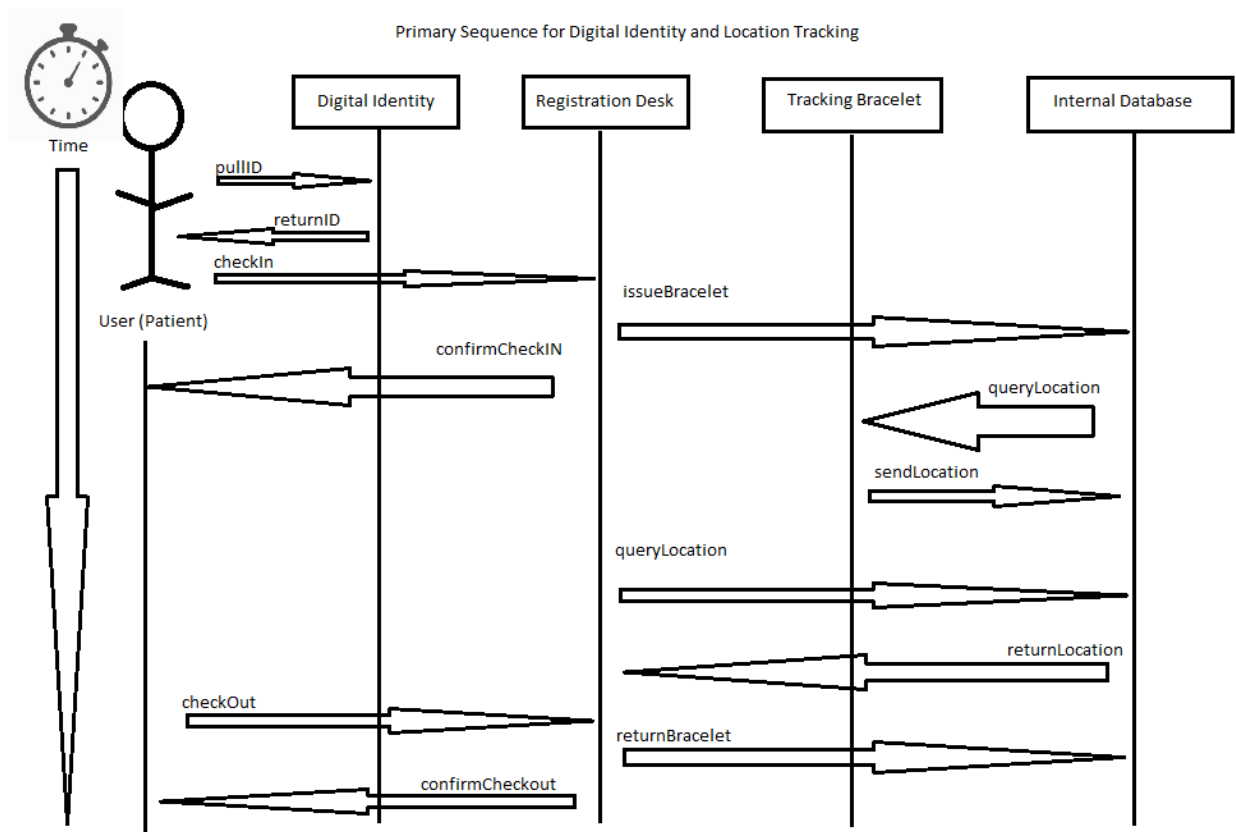 Primary Sequence for Digital Identity and Location Tracking
Time
Digital Identity
Registration Desk
Tracking Bracelet
Internal Database
pullID
returnID
checkIn
issueBracelet
User (Patient)
confirmCheckIN
queryLocation
sendLocation
queryLocation
returnLocation
checkOut
returnBracelet
confirmCheckout